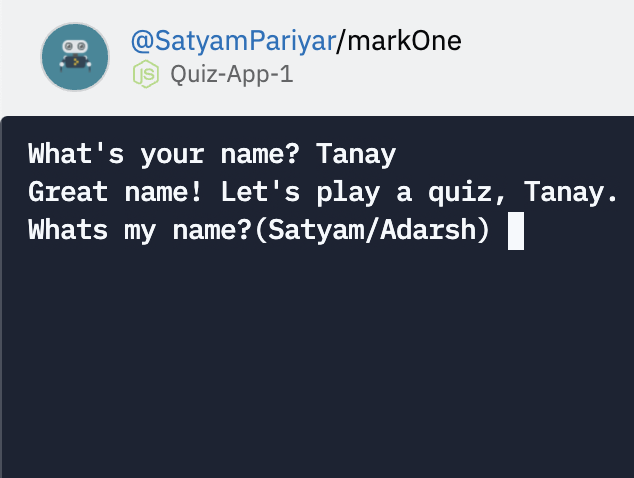 @SatyamPariyar/markOne
JS Quiz-App-1
What's your name? Tanay
Great name! Let's play a quiz, Tanay.
Whats my name?(Satyam/Adarsh)